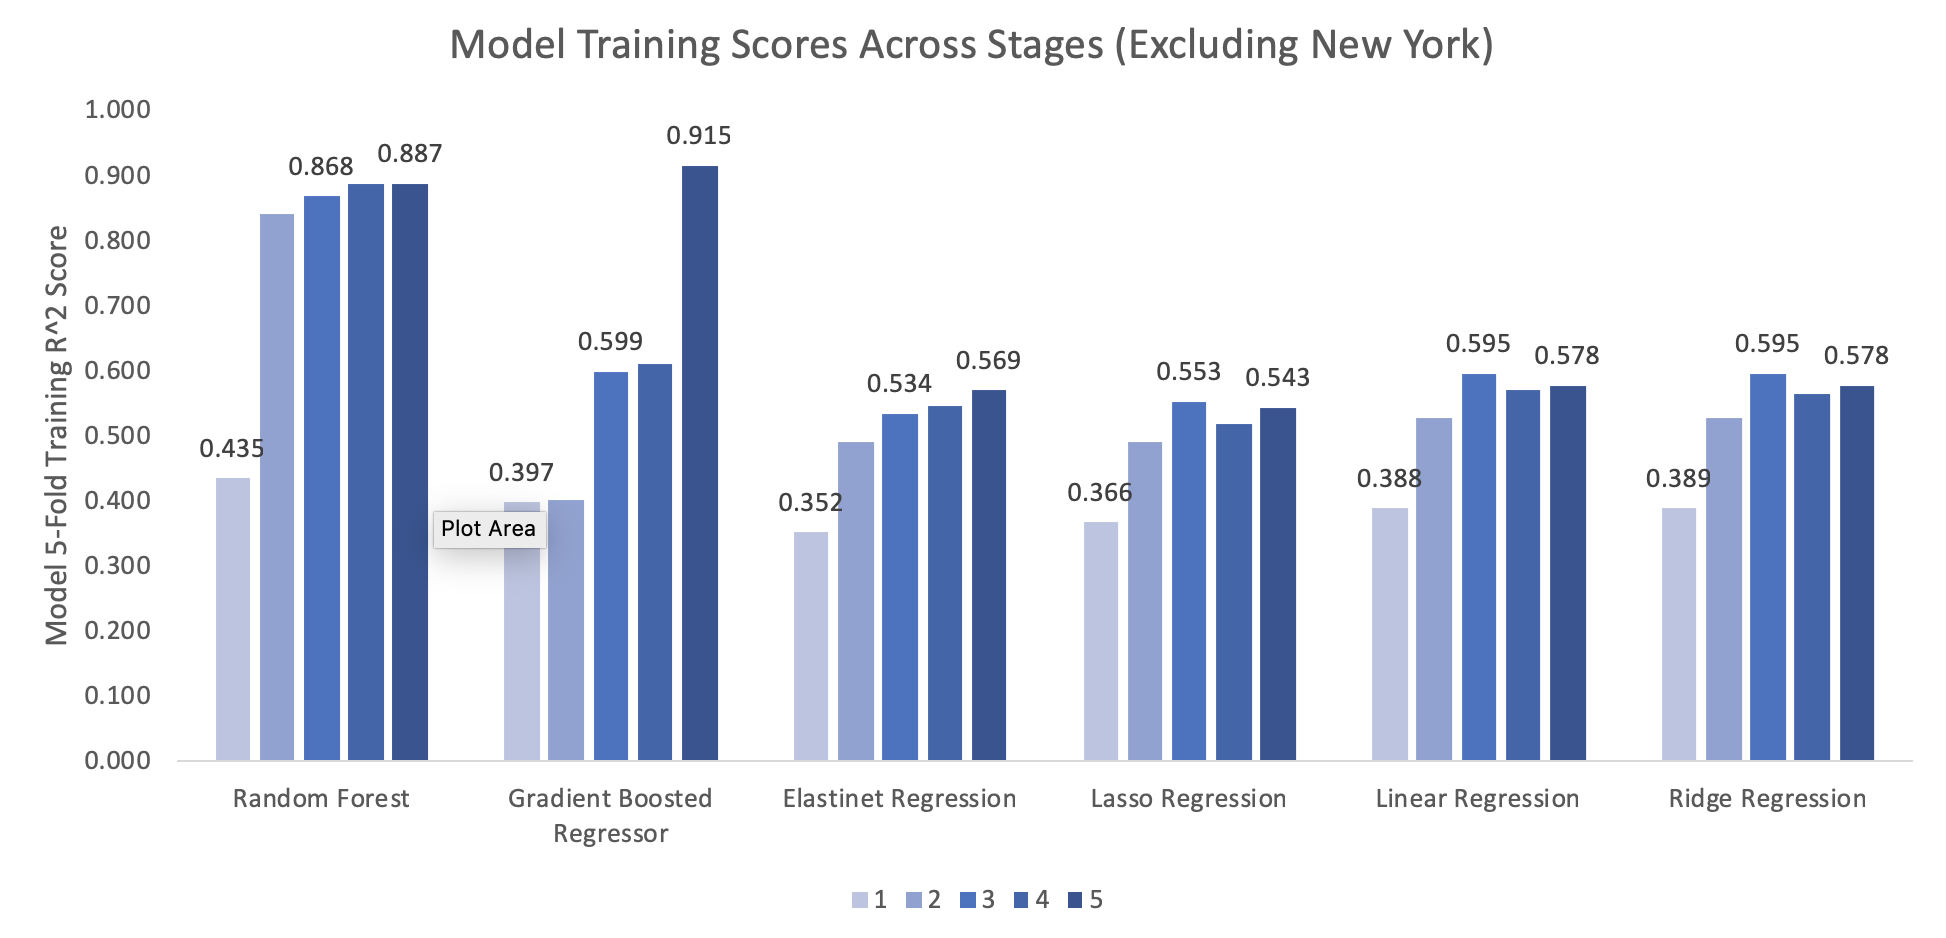 Model Training Scores Across Stages (Excluding New York)
Model 5-Fold Training R^2 Score
1.000
0.900
0.800
0.700
0.600
0.500
0.400
0.300
0.200
0.100
0.000
0.435
0.868
0.887
0.397
0.599
0.915
0.352
0.534
0.569
0.366
0.553
0.543
0.388
0.595
0.578
0.389
0.595
0.578
Plot Area
Random Forest
Gradient Boosted
Regressor
Elastinet Regression
Lasso Regression
Linear Regression
Ridge Regression
1 2 3 4 5